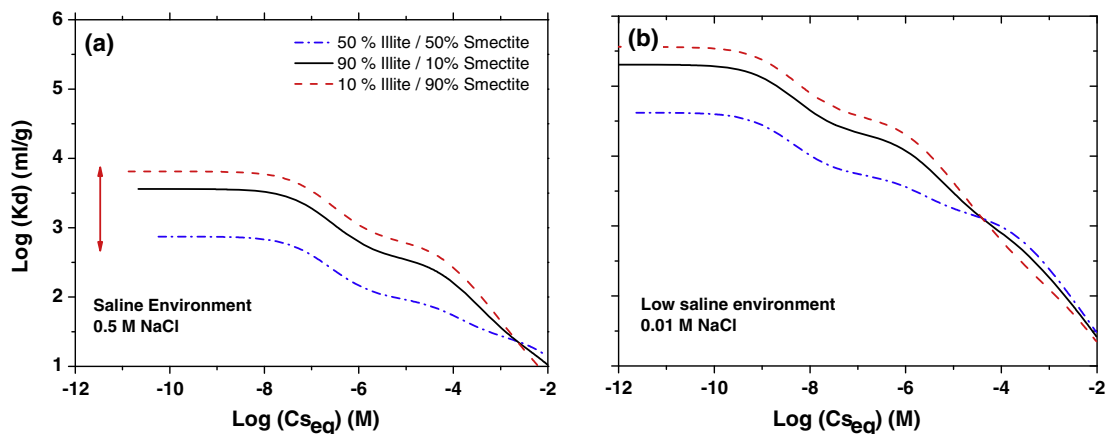 (a)
50 % Illite / 50% Smectite
90 % Illite / 10% Smectite
10 % Illite / 90% Smectite
Log (Kd) (ml/g)
6
5
4
3
2
1
Saline Environment
0.5 M NaCl
-12 -10 -8 -6 -4 -2
Log (Cseq) (M)
(b)
Low saline environment
0.01 M NaCl
-12 -10 -8 -6 -4 -2
Log (Cseq) (M)